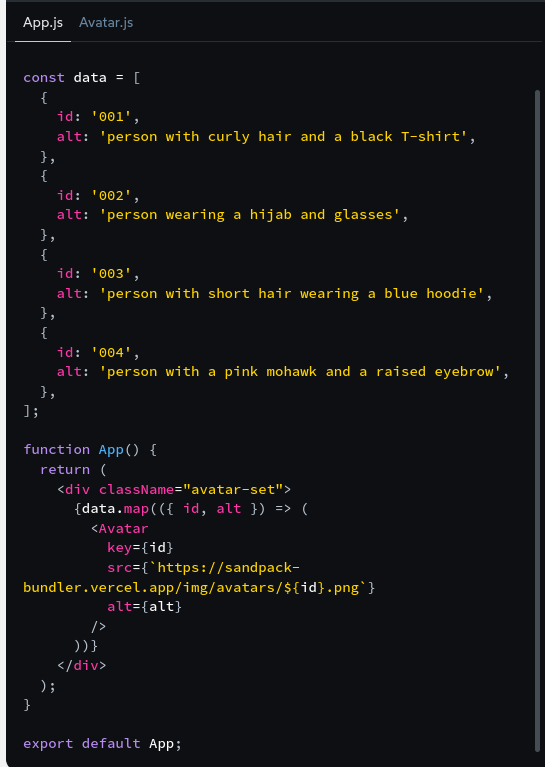 App.js Avatar.js
const data = [
  {
    id: '001',
    alt: 'person with curly hair and a black T-shirt',
  },
  {
    id: '002',
    alt: 'person wearing a hijab and glasses',
  },
  {
    id: '003',
    alt: 'person with short hair wearing a blue hoodie',
  },
  {
    id: '004',
    alt: 'person with a pink mohawk and a raised eyebrow',
  },
];
function App() {
  return (
    <div className="avatar-set">
      {data.map(({ id, alt }) => (
        <Avatar
          key={id}
          src={`https://sandpack-
bundler.vercel.app/img/avatars/${id}.png`}
          alt={alt}
        />
      ))}
    </div>
  );
}
export default App;